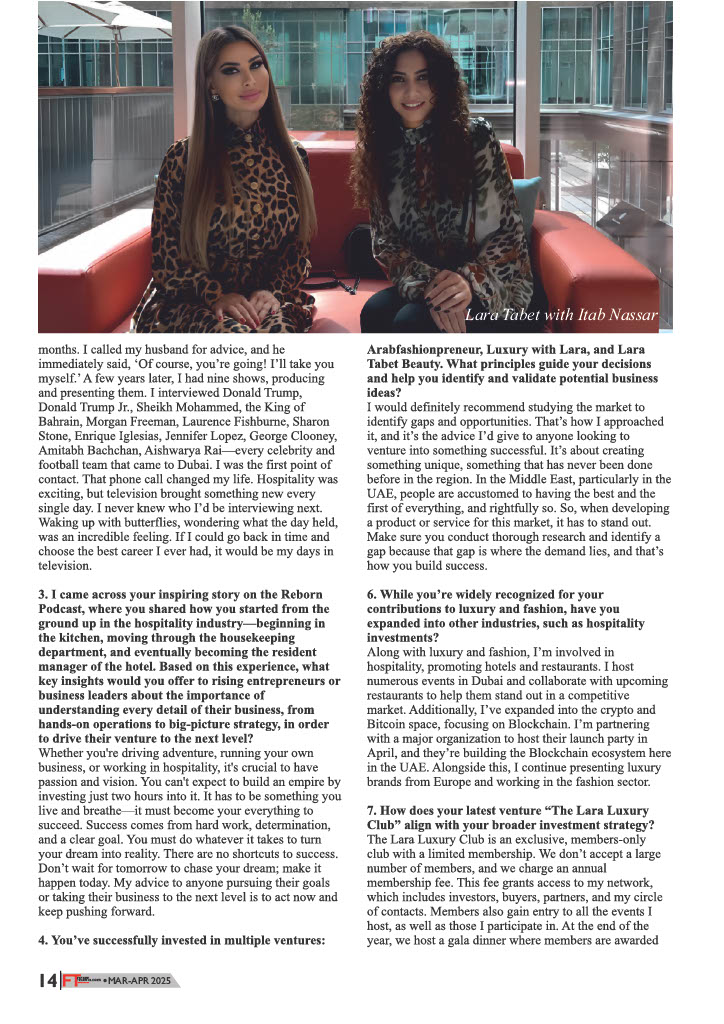 Lara Tabet with Itab Nassar
months. I called my husband for advice, and he
immediately said, ‘Of course, you’re going! I’ll take you
myself.’ A few years later, I had nine shows, producing
and presenting them. I interviewed Donald Trump,
Donald Trump Jr., Sheikh Mohammed, the King of
Bahrain, Morgan Freeman, Laurence Fishburne, Sharon
Stone, Enrique Iglesias, Jennifer Lopez, George Clooney,
Amitabh Bachchan, Aishwarya Rai—every celebrity and
football team that came to Dubai. I was the first point of
contact. That phone call changed my life. Hospitality was
exciting, but television brought something new every
single day. I never knew who I’d be interviewing next.
Waking up with butterflies, wondering what the day held,
was an incredible feeling. If I could go back in time and
choose the best career I ever had, it would be my days in
television.
3. I came across your inspiring story on the Reborn
Podcast, where you shared how you started from the
ground up in the hospitality industry—beginning in
the kitchen, moving through the housekeeping
department, and eventually becoming the resident
manager of the hotel. Based on this experience, what
key insights would you offer to rising entrepreneurs or
business leaders about the importance of
understanding every detail of their business, from
hands-on operations to big-picture strategy, in order
to drive their venture to the next level?
Whether you're driving adventure, running your own
business, or working in hospitality, it's crucial to have
passion and vision. You can't expect to build an empire by
investing just two hours into it. It has to be something you
live and breathe—it must become your everything to
succeed. Success comes from hard work, determination,
and a clear goal. You must do whatever it takes to turn
your dream into reality. There are no shortcuts to success.
Don’t wait for tomorrow to chase your dream; make it
happen today. My advice to anyone pursuing their goals
or taking their business to the next level is to act now and
keep pushing forward.
4. You’ve successfully invested in multiple ventures:
Arabfashionpreneur, Luxury with Lara, and Lara
Tabet Beauty. What principles guide your decisions
and help you identify and validate potential business
ideas?
I would definitely recommend studying the market to
identify gaps and opportunities. That’s how I approached
it, and it’s the advice I’d give to anyone looking to
venture into something successful. It’s about creating
something unique, something that has never been done
before in the region. In the Middle East, particularly in the
UAE, people are accustomed to having the best and the
first of everything, and rightfully so. So, when developing
a product or service for this market, it has to stand out.
Make sure you conduct thorough research and identify a
gap because that gap is where the demand lies, and that’s
how you build success.
6. While you’re widely recognized for your
contributions to luxury and fashion, have you
expanded into other industries, such as hospitality
investments?
Along with luxury and fashion, I’m involved in
hospitality, promoting hotels and restaurants. I host
numerous events in Dubai and collaborate with upcoming
restaurants to help them stand out in a competitive
market. Additionally, I’ve expanded into the crypto and
Bitcoin space, focusing on Blockchain. I’m partnering
with a major organization to host their launch party in
April, and they’re building the Blockchain ecosystem here
in the UAE. Alongside this, I continue presenting luxury
brands from Europe and working in the fashion sector.
7. How does your latest venture “The Lara Luxury
Club” align with your broader investment strategy?
The Lara Luxury Club is an exclusive, members-only
club with a limited membership. We don’t accept a large
number of members, and we charge an annual
membership fee. This fee grants access to my network,
which includes investors, buyers, partners, and my circle
of contacts. Members also gain entry to all the events I
host, as well as those I participate in. At the end of the
year, we host a gala dinner where members are awarded
14 FT • MAR-APR 2025